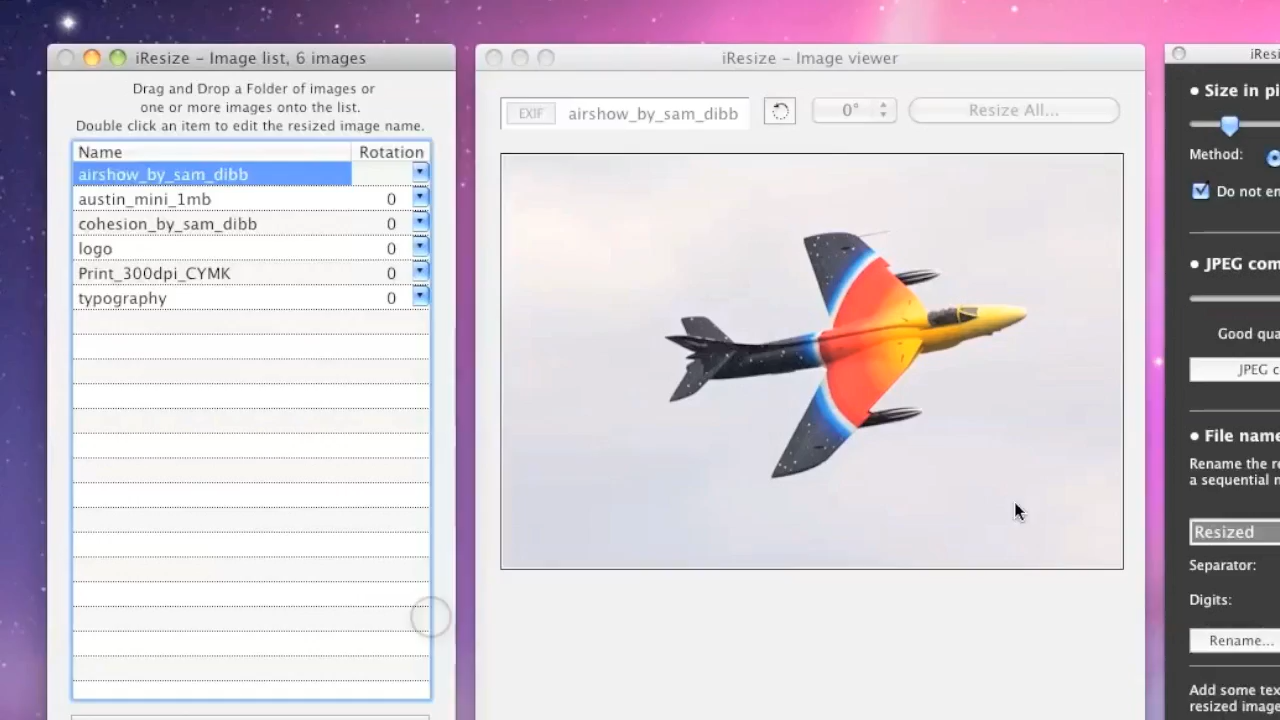 iResize - Image list, 6 images
Drag and Drop a Folder of images or
one or more images onto the list.
Double click an item to edit the resized image name.
Name Rotation
airshow_by_sam_dibb
austin_mini_1mb 0
cohesion_by_sam_dibb 0
logo 0
Print_300dpi_CYMK 0
typography 0
iResize - Image viewer
EXIF airshow_by_sam_dibb 0° Resize All...
iResi
• Size in pi
Method:
Do not en
• JPEG com
Good qua
JPEG c
• File name
Rename the re
a sequential n
Resized
Separator:
Digits:
Rename...
Add some tex
resized image